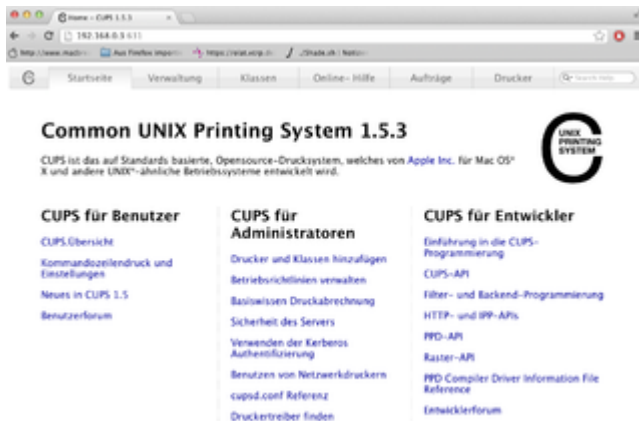 Home - CUPS 1.5.3
192.168.0.3:631
Aus Firefox import
Startseite Verwaltung Klassen Online-Hilfe Aufträge Drucker Search Help
Common UNIX Printing System 1.5.3
UNIX
PRINTING
SYSTEM
CUPS ist das auf Standards basierte, Opensource-Drucksystem, welches von Apple Inc. für Mac OS®
X und andere UNIX®-ähnliche Betriebssysteme entwickelt wird.
CUPS für Benutzer
CUPS Übersicht
Kommandozeilendruck und
Einstellungen
Neues in CUPS 1.5
Benutzerforum
CUPS für
Administratoren
Drucker und Klassen hinzufügen
Betriebsrichtlinien verwalten
Basiswissen Druckabrechnung
Sicherheit des Servers
Verwenden der Kerberos
Authentifizierung
Benutzen von Netzwerkdruckern
cupsd.conf Referenz
Druckertreiber finden
CUPS für Entwickler
Einführung in die CUPS-
Programmierung
CUPS-API
Filter- und Backend-Programmierung
HTTP- und IPP-APIs
PPD-API
Raster-API
PPD Compiler Driver Information File
Reference
Entwicklerforum